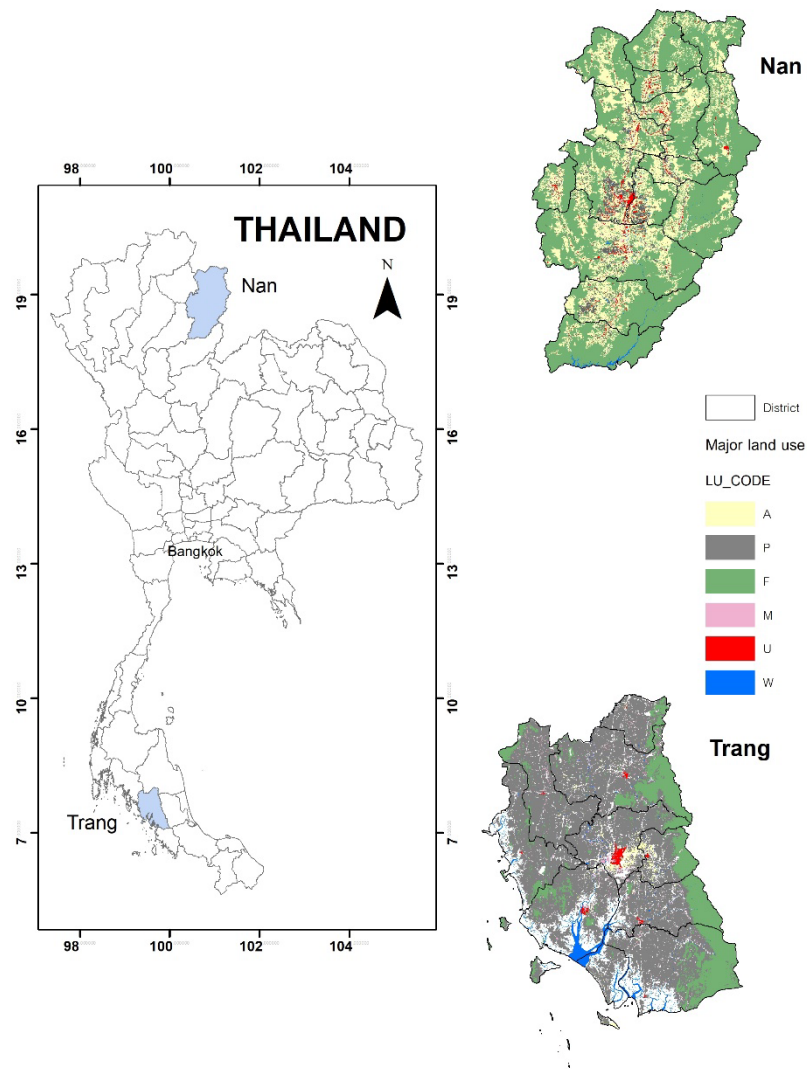 Nan
98 100 102 104
THAILAND
N
Nan
19
19
District
Major land use
16
16
LU_CODE
A
P
Bangkok
13
13
F
M
U
W
10
10
Trang
Trang
7
7
98 100 102 104